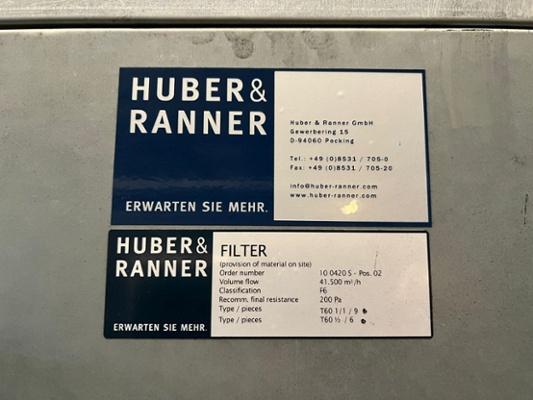 HUBER &
RANNER
ERWARTEN SIE MEHR.
Huber & Ranner GmbH
Gewerbering 15
D-94060 Pocking
Tel.: +49 (0)8531 / 705-0
Fax: +49 (0)8531 / 705-20
info@huber-ranner.com
www.huber-ranner.com
HUBER &
RANNER
ERWARTEN SIE MEHR.
FILTER
(provision of material on site)
Order number 10 0420 S - Pos. 02
Volume flow 41.500 m³/h
Classification F6
Recomm. final resistance 200 Pa
Type / pieces T60 1/1 / 9
Type / pieces T60 ½ / 6